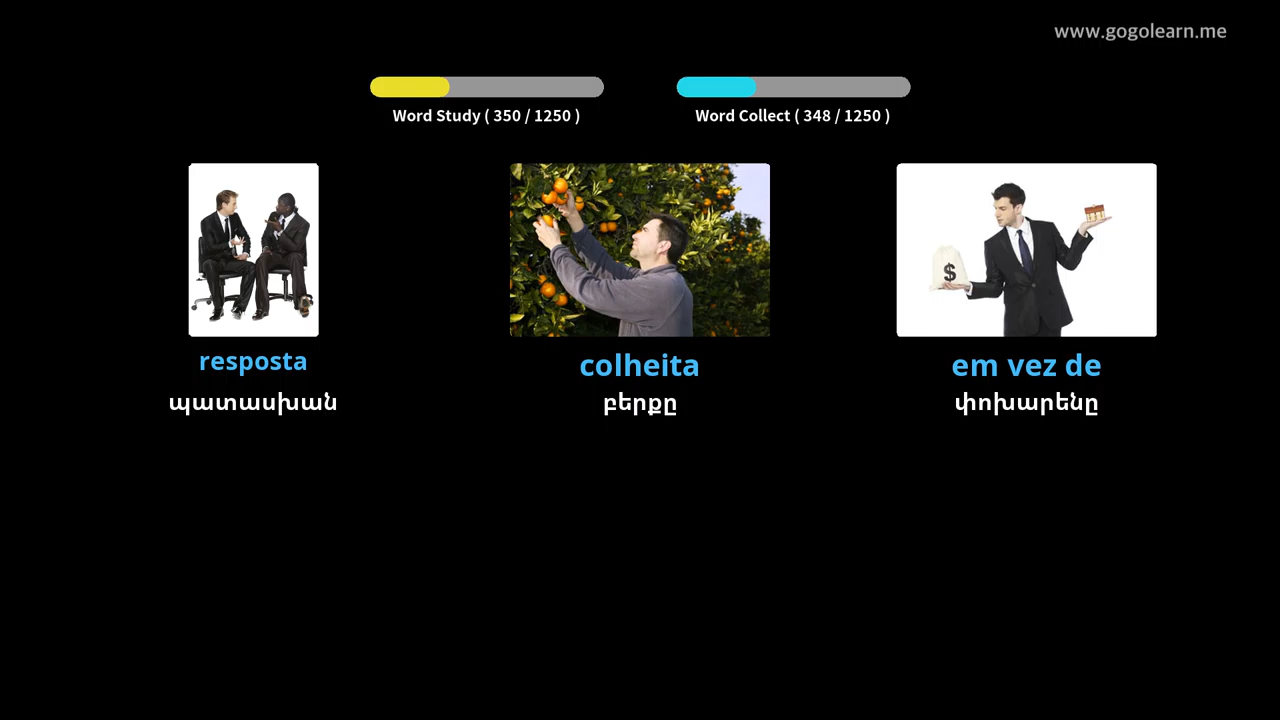 www.gogolearn.me
Word Study ( 350 / 1250 )
Word Collect ( 348 / 1250 )
$
resposta
colheita
em vez de
պատասխան
բերքը
փոխարենը